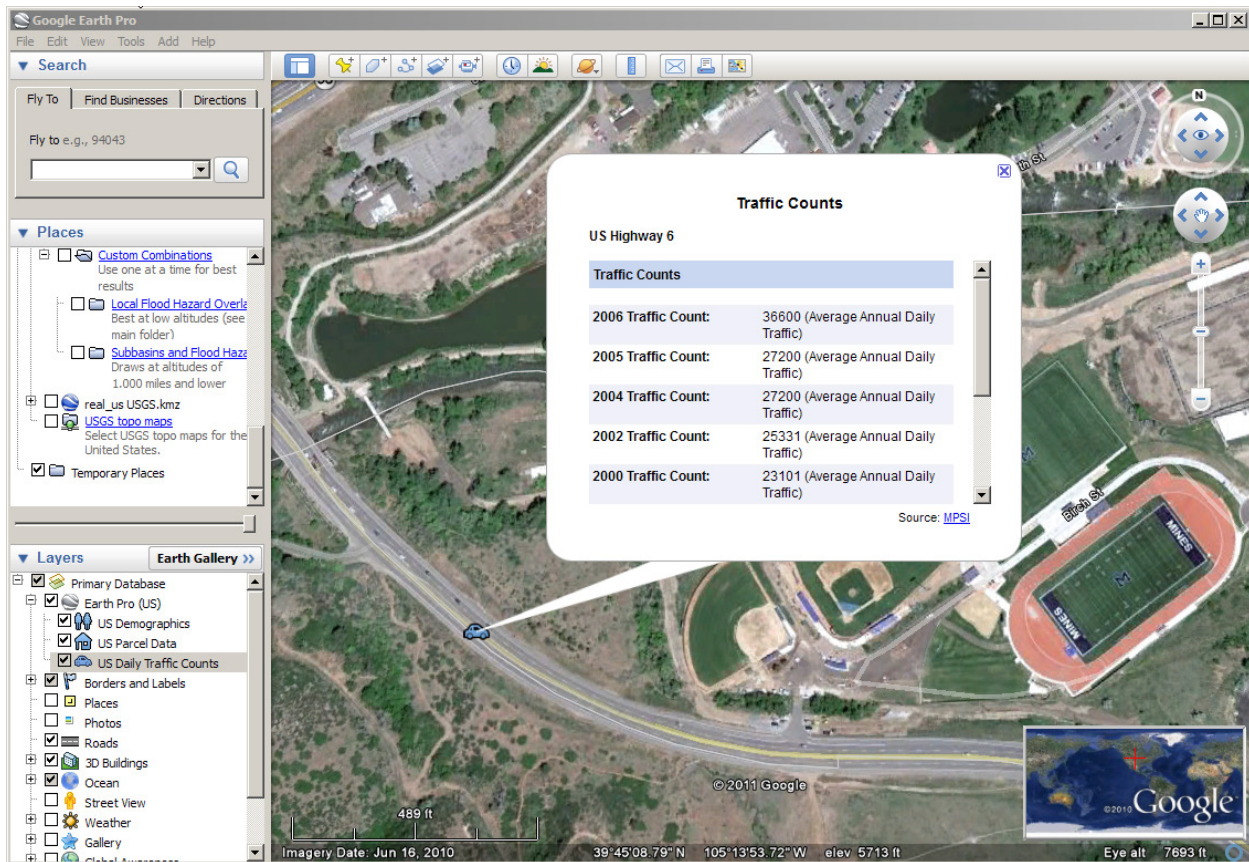 Google Earth Pro
File Edit View Tools Add Help
Search
Fly To
Find Businesses
Directions
Fly to e.g., 94043
Places
Custom Combinations
Use one at a time for best
results
Local Flood Hazard Overla
Best at low altitudes (see
main folder)
Subbasins and Flood Haza
Draws at altitudes of
1,000 miles and lower
real_us USGS.kmz
USGS topo maps
Select USGS topo maps for the
United States.
Temporary Places
Layers
Earth Gallery >>
Primary Database
Earth Pro (US)
US Demographics
US Parcel Data
US Daily Traffic Counts
Borders and Labels
Places
Photos
Roads
3D Buildings
Ocean
Street View
Weather
Gallery
Global Awareness
N
th St
Traffic Counts
US Highway 6
Traffic Counts
2006 Traffic Count: 36600 (Average Annual Daily
Traffic)
2005 Traffic Count: 27200 (Average Annual Daily
Traffic)
2004 Traffic Count: 27200 (Average Annual Daily
Traffic)
2002 Traffic Count: 25331 (Average Annual Daily
Traffic)
2000 Traffic Count: 23101 (Average Annual Daily
Traffic)
Source: MPSI
M
Birch St
MINES
M
MINES
©2011 Google
489 ft
©2010 Google
Imagery Date: Jun 16, 2010
39°45'08.79" N 105°13'53.72" W elev 5713 ft
Eye alt 7693 ft